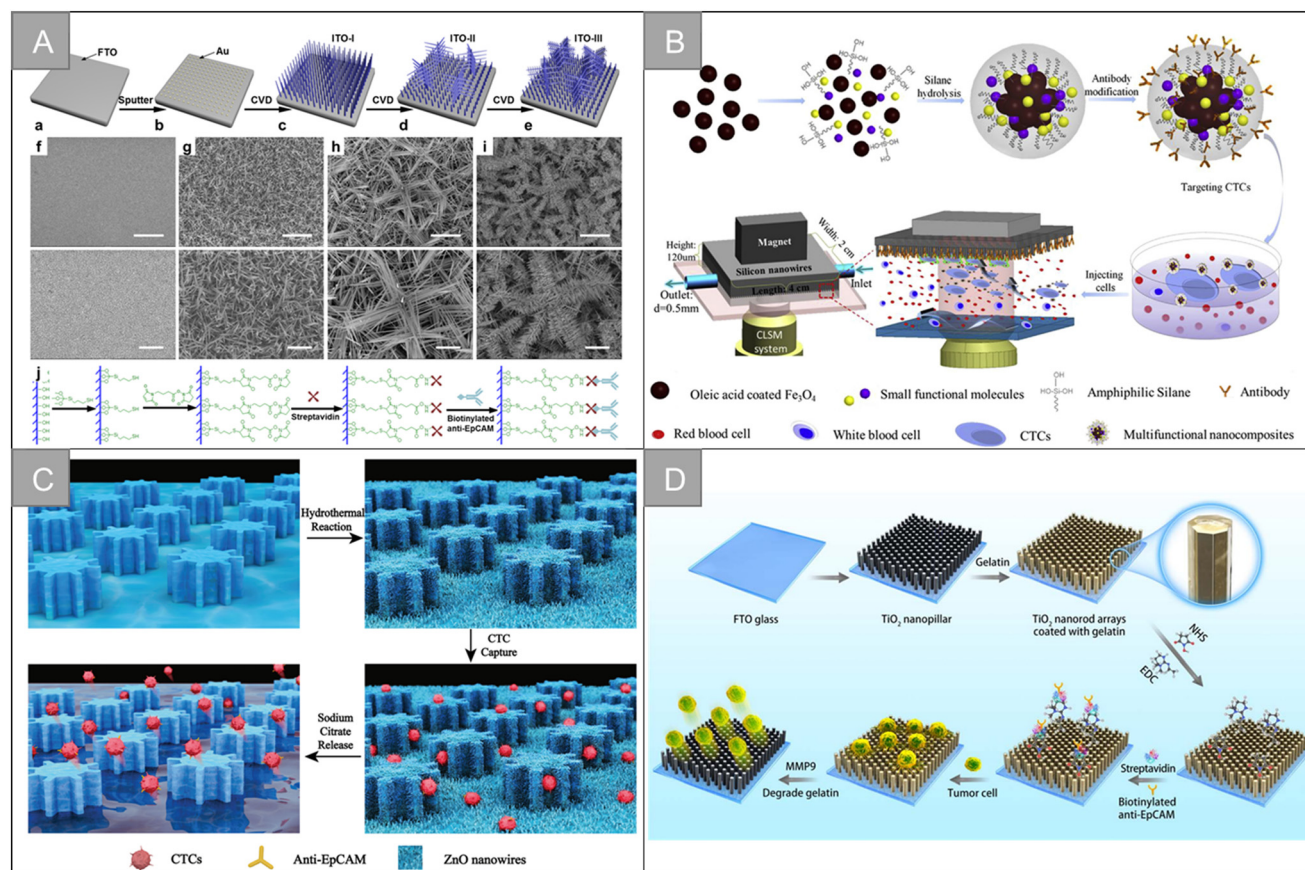 A
FTO
Au
ITO-I
ITO-II
ITO-III
Sputter
CVD
CVD
CVD
a
b
c
d
e
f
g
h
i
j
Streptavidin
Biotinylated
anti-EpCAM
B
Silane
hydrolysis
Antibody
modification
Targeting CTCs
Height:
120um
Magnet
Width: 2 cm
Silicon nanowires
Length: 4 cm
Inlet
Outlet:
d=0.5mm
CLSM
system
Injecting
cells
Oleic acid coated Fe₃O₄
Small functional molecules
Amphiphilic Silane
Antibody
Red blood cell
White blood cell
CTCs
Multifunctional nanocomposites
C
Hydrothermal
Reaction
CTC
Capture
Sodium
Citrate
Release
CTCs
Anti-EpCAM
ZnO nanowires
D
Gelatin
FTO glass
TiO₂ nanopillar
TiO₂ nanorod arrays
coated with gelatin
NHS
EDC
Streptavidin
Biotinylated
anti-EpCAM
Tumor cell
MMP9
Degrade gelatin